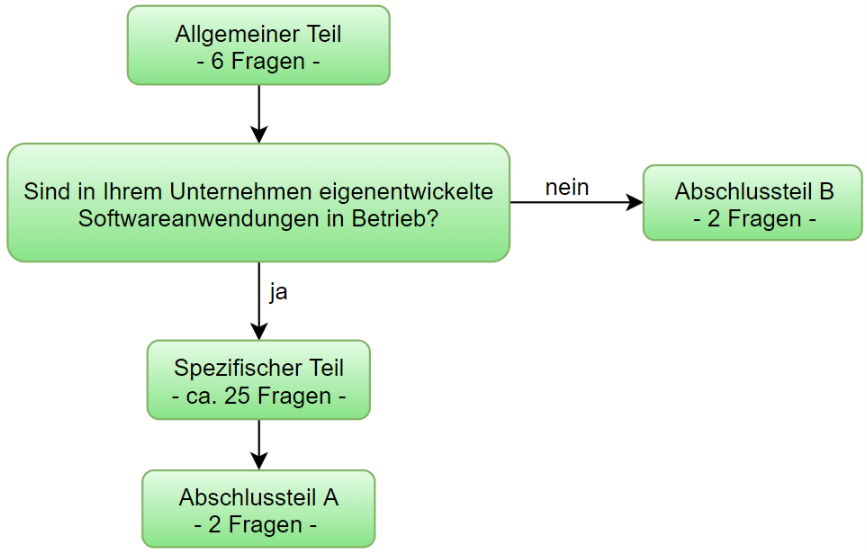 Allgemeiner Teil
- 6 Fragen -
Sind in Ihrem Unternehmen eigenentwickelte
Softwareanwendungen in Betrieb?
nein
Abschlussteil B
- 2 Fragen -
ja
Spezifischer Teil
- ca. 25 Fragen -
Abschlussteil A
- 2 Fragen -